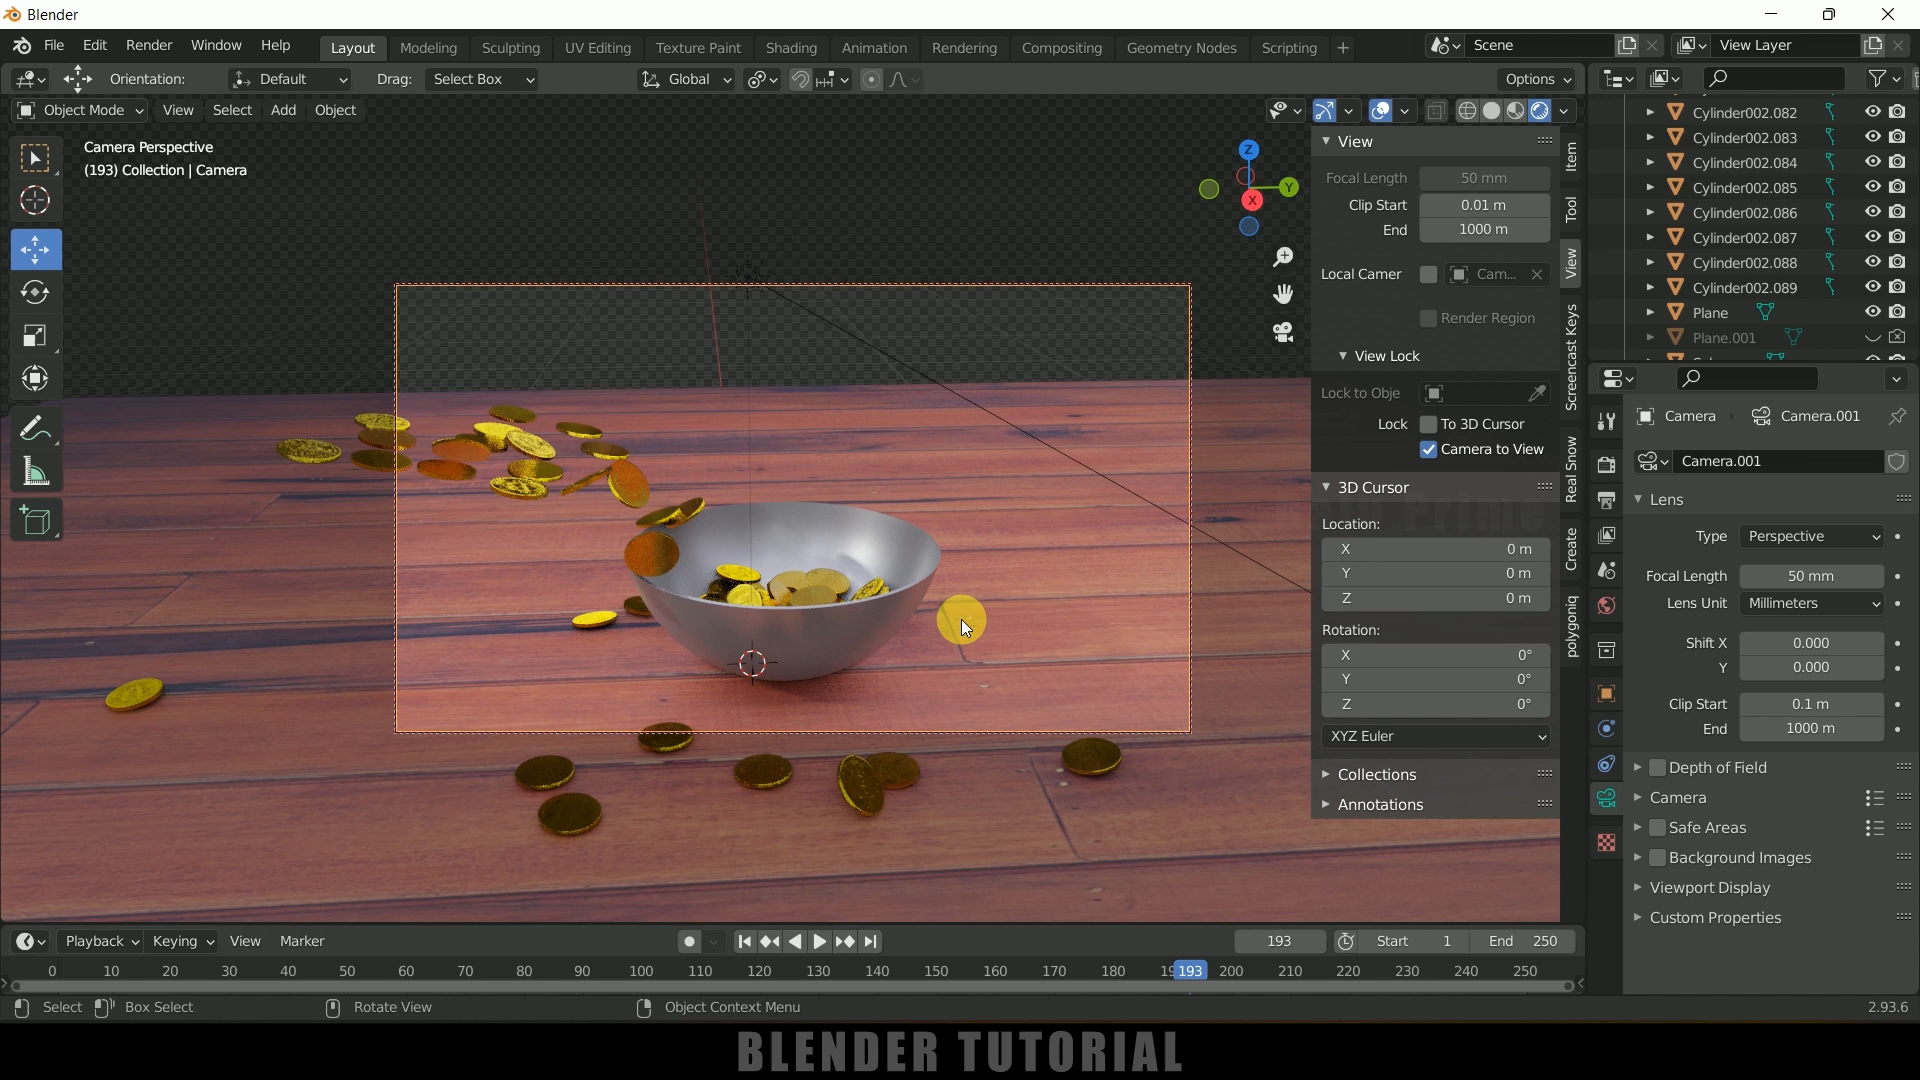 Blender
File Edit Render Window Help Layout Modeling Sculpting UV Editing Texture Paint Shading Animation Rendering Compositing Geometry Nodes Scripting + Scene View Layer
Orientation: Default Drag: Select Box Global Options
Object Mode View Select Add Object
Camera Perspective
(193) Collection | Camera
Z
Y
X
View
Focal Length 50 mm
Clip Start 0.01 m
End 1000 m
Local Camer Cam...
Render Region
View Lock
Lock to Obje
Lock To 3D Cursor
Camera to View
3D Cursor
Location:
X 0 m
Y 0 m
Z 0 m
Rotation:
X 0°
Y 0°
Z 0°
XYZ Euler
Collections
Annotations
Item
Tool
View
Screencast Keys
Real Snow
Create
polygoniq
Cylinder002.082
Cylinder002.083
Cylinder002.084
Cylinder002.085
Cylinder002.086
Cylinder002.087
Cylinder002.088
Cylinder002.089
Plane
Plane.001
Camera Camera.001
Camera.001
Lens
Type Perspective
Focal Length 50 mm
Lens Unit Millimeters
Shift X 0.000
Y 0.000
Clip Start 0.1 m
End 1000 m
Depth of Field
Camera
Safe Areas
Background Images
Viewport Display
Custom Properties
Playback Keying View Marker 193 Start 1 End 250
0 10 20 30 40 50 60 70 80 90 100 110 120 130 140 150 160 170 180 193 200 210 220 230 240 250
Select Box Select Rotate View Object Context Menu 2.93.6
BLENDER TUTORIAL